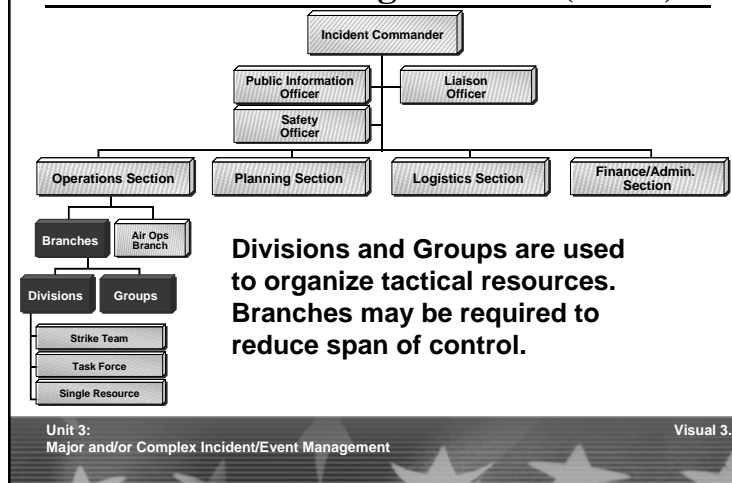 Incident Commander
Public Information
Officer
Liaison
Officer
Safety
Officer
Operations Section
Planning Section
Logistics Section
Finance/Admin.
Section
Branches
Air Ops
Branch
Divisions and Groups are used
to organize tactical resources.
Branches may be required to
reduce span of control.
Divisions
Groups
Strike Team
Task Force
Single Resource
Unit 3:
Major and/or Complex Incident/Event Management
Visual 3.